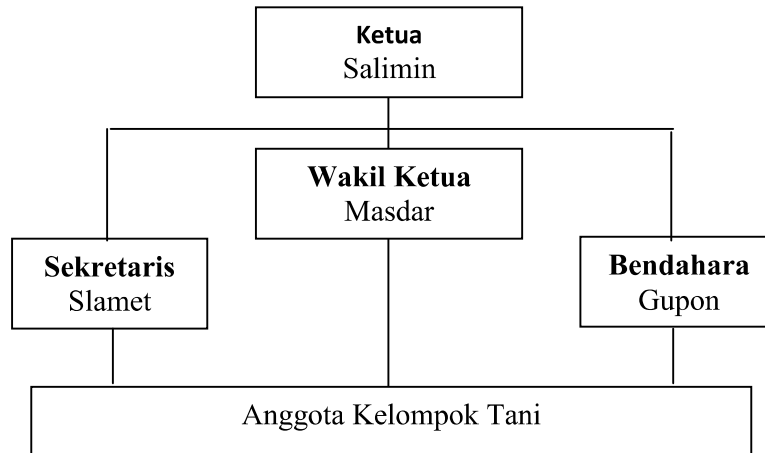 Ketua
Salimin
Wakil Ketua
Masdar
Sekretaris
Slamet
Bendahara
Gupon
Anggota Kelompok Tani